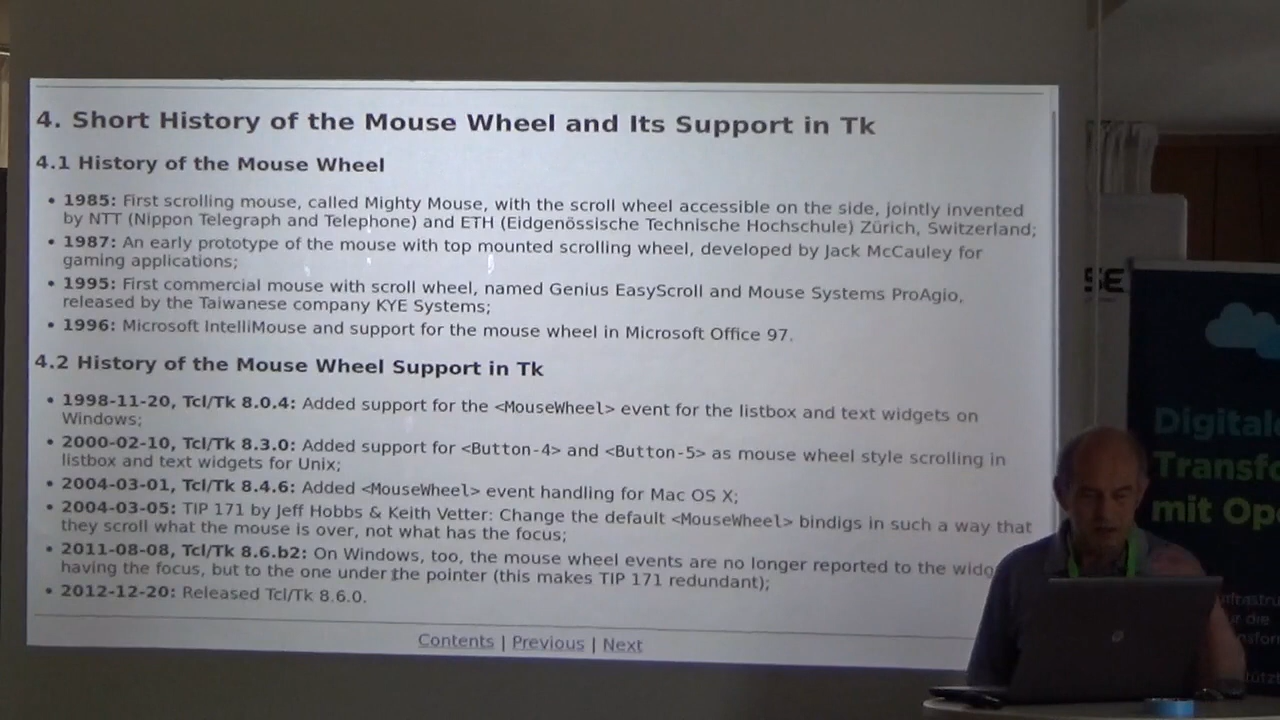 4. Short History of the Mouse Wheel and Its Support in Tk
4.1 History of the Mouse Wheel
• 1985: First scrolling mouse, called Mighty Mouse, with the scroll wheel accessible on the side, jointly invented
by NTT (Nippon Telegraph and Telephone) and ETH (Eidgenössische Technische Hochschule) Zürich, Switzerland;
• 1987: An early prototype of the mouse with top mounted scrolling wheel, developed by Jack McCauley for
gaming applications;
• 1995: First commercial mouse with scroll wheel, named Genius EasyScroll and Mouse Systems ProAgio,
released by the Taiwanese company KYE Systems;
• 1996: Microsoft IntelliMouse and support for the mouse wheel in Microsoft Office 97.
4.2 History of the Mouse Wheel Support in Tk
• 1998-11-20, Tcl/Tk 8.0.4: Added support for the <MouseWheel> event for the listbox and text widgets on
Windows;
• 2000-02-10, Tcl/Tk 8.3.0: Added support for <Button-4> and <Button-5> as mouse wheel style scrolling in
listbox and text widgets for Unix;
• 2004-03-01, Tcl/Tk 8.4.6: Added <MouseWheel> event handling for Mac OS X;
• 2004-03-05: TIP 171 by Jeff Hobbs & Keith Vetter: Change the default <MouseWheel> bindigs in such a way that
they scroll what the mouse is over, not what has the focus;
• 2011-08-08, Tcl/Tk 8.6.b2: On Windows, too, the mouse wheel events are no longer reported to the widg
having the focus, but to the one under the pointer (this makes TIP 171 redundant);
• 2012-12-20: Released Tcl/Tk 8.6.0.
Contents | Previous | Next
SE
Digital
Transfo
mit Op